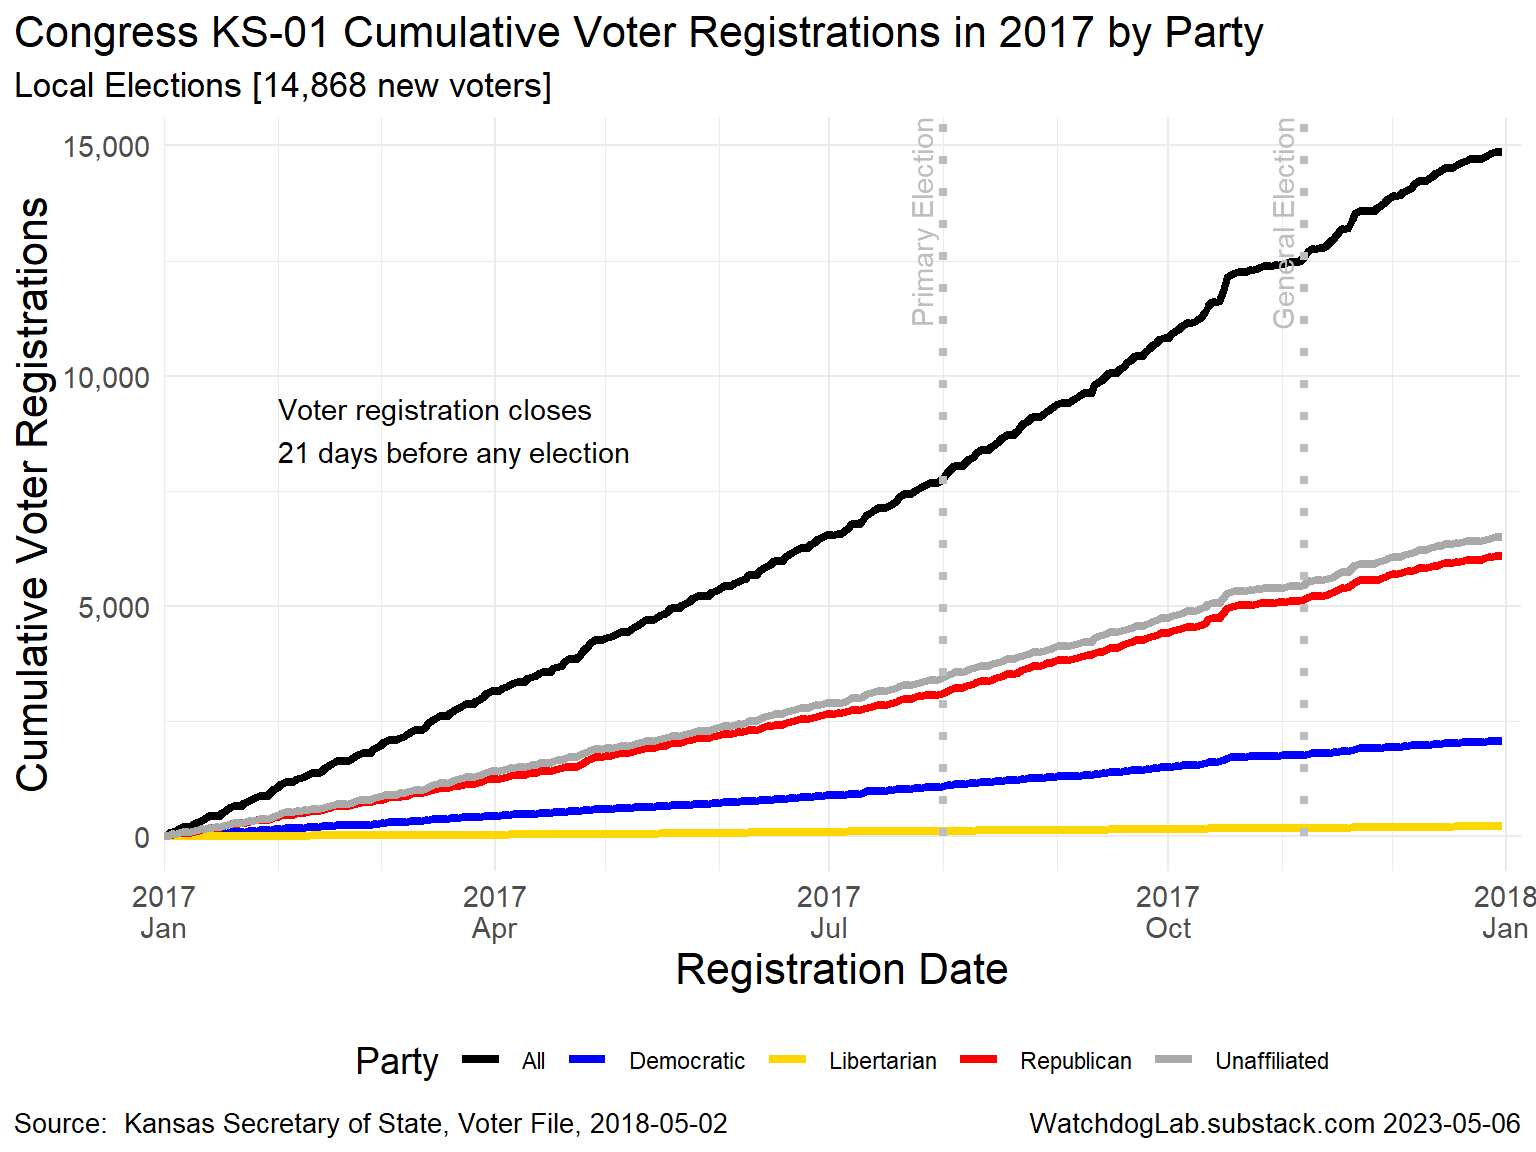 Congress KS-01 Cumulative Voter Registrations in 2017 by Party
Local Elections [14,868 new voters]
Cumulative Voter Registrations
15,000
10,000
5,000
0
Primary Election
General Election
Voter registration closes
21 days before any election
2017 2017 2017 2017 2018
Jan Apr Jul Oct Jan
Registration Date
Party All Democratic Libertarian Republican Unaffiliated
Source:  Kansas Secretary of State, Voter File, 2018-05-02
WatchdogLab.substack.com 2023-05-06